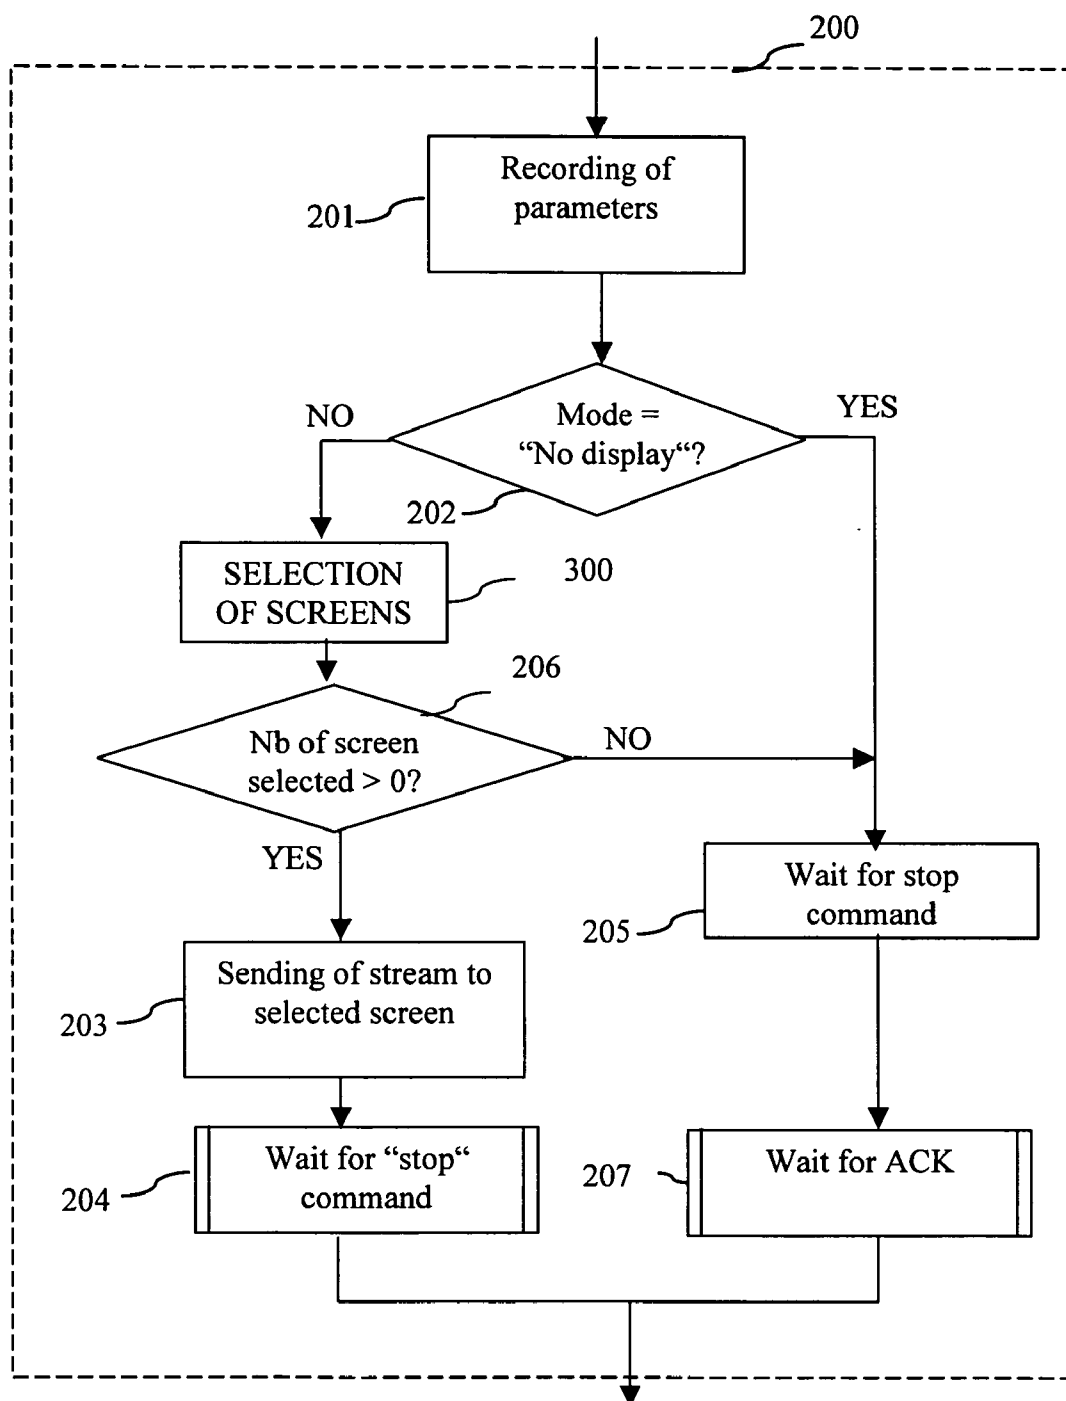 200
Recording of
parameters
201
NO
Mode =
“No display“?
YES
202
SELECTION
OF SCREENS
300
206
Nb of screen
selected > 0?
NO
YES
Wait for stop
command
205
Sending of stream to
selected screen
203
Wait for “stop“
command
204
Wait for ACK
207